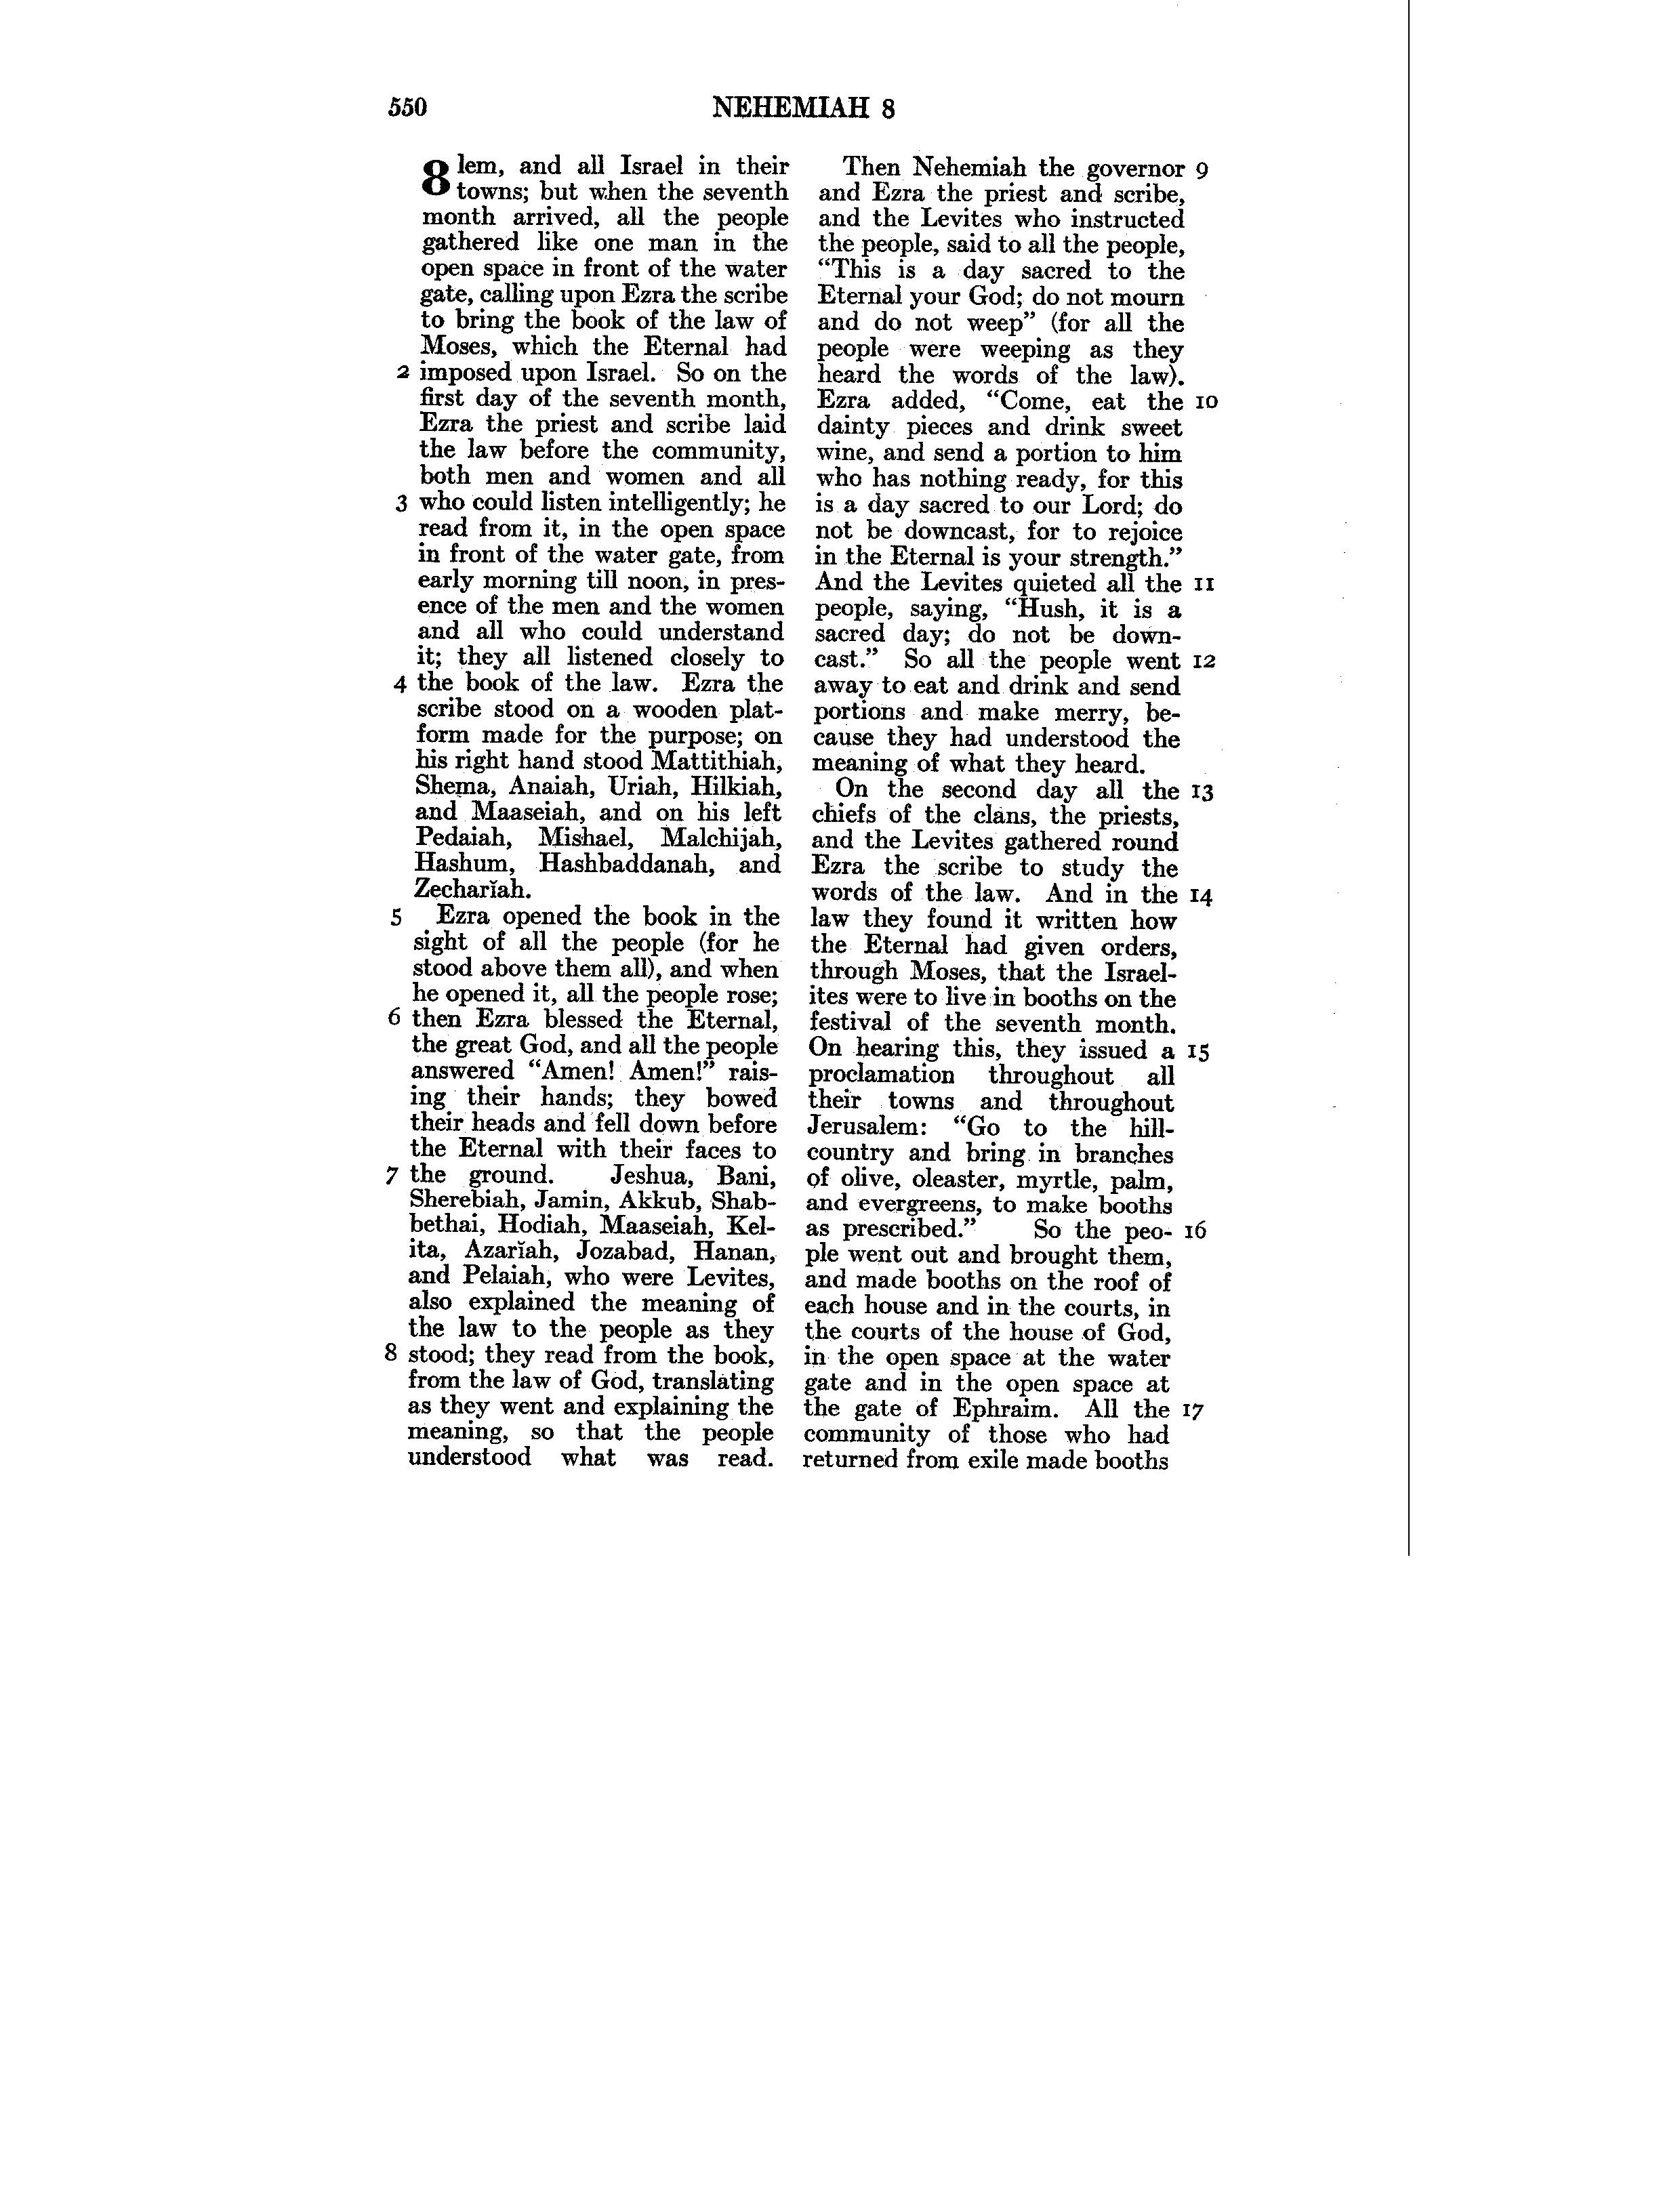 550
NEHEMIAH 8
8 lem, and all Israel in their
towns; but when the seventh
month arrived, all the people
gathered like one man in the
open space in front of the water
gate, calling upon Ezra the scribe
to bring the book of the law of
Moses, which the Eternal had
2 imposed upon Israel. So on the
first day of the seventh month,
Ezra the priest and scribe laid
the law before the community,
both men and women and all
3 who could listen intelligently; he
read from it, in the open space
in front of the water gate, from
early morning till noon, in pres-
ence of the men and the women
and all who could understand
it; they all listened closely to
4 the book of the law. Ezra the
scribe stood on a wooden plat-
form made for the purpose; on
his right hand stood Mattithiah,
Shema, Anaiah, Uriah, Hilkiah,
and Maaseiah, and on his left
Pedaiah, Mishael, Malchijah,
Hashum, Hashbaddanah, and
Zecharĭah.
5 Ezra opened the book in the
sight of all the people (for he
stood above them all), and when
he opened it, all the people rose;
6 then Ezra blessed the Eternal,
the great God, and all the people
answered “Amen! Amen!” rais-
ing their hands; they bowed
their heads and fell down before
the Eternal with their faces to
7 the ground. Jeshua, Bani,
Sherebiah, Jamin, Akkub, Shab-
bethai, Hodiah, Maaseiah, Kel-
ita, Azarĭah, Jozabad, Hanan,
and Pelaiah, who were Levites,
also explained the meaning of
the law to the people as they
8 stood; they read from the book,
from the law of God, translating
as they went and explaining the
meaning, so that the people
understood what was read.
Then Nehemiah the governor 9
and Ezra the priest and scribe,
and the Levites who instructed
the people, said to all the people,
“This is a day sacred to the
Eternal your God; do not mourn
and do not weep” (for all the
people were weeping as they
heard the words of the law).
Ezra added, “Come, eat the 10
dainty pieces and drink sweet
wine, and send a portion to him
who has nothing ready, for this
is a day sacred to our Lord; do
not be downcast, for to rejoice
in the Eternal is your strength.”
And the Levites quieted all the 11
people, saying, “Hush, it is a
sacred day; do not be down-
cast.” So all the people went 12
away to eat and drink and send
portions and make merry, be-
cause they had understood the
meaning of what they heard.
On the second day all the 13
chiefs of the clans, the priests,
and the Levites gathered round
Ezra the scribe to study the
words of the law. And in the 14
law they found it written how
the Eternal had given orders,
through Moses, that the Israel-
ites were to live in booths on the
festival of the seventh month.
On hearing this, they issued a 15
proclamation throughout all
their towns and throughout
Jerusalem: “Go to the hill-
country and bring in branches
of olive, oleaster, myrtle, palm,
and evergreens, to make booths
as prescribed.” So the peo- 16
ple went out and brought them,
and made booths on the roof of
each house and in the courts, in
the courts of the house of God,
in the open space at the water
gate and in the open space at
the gate of Ephraim. All the 17
community of those who had
returned from exile made booths